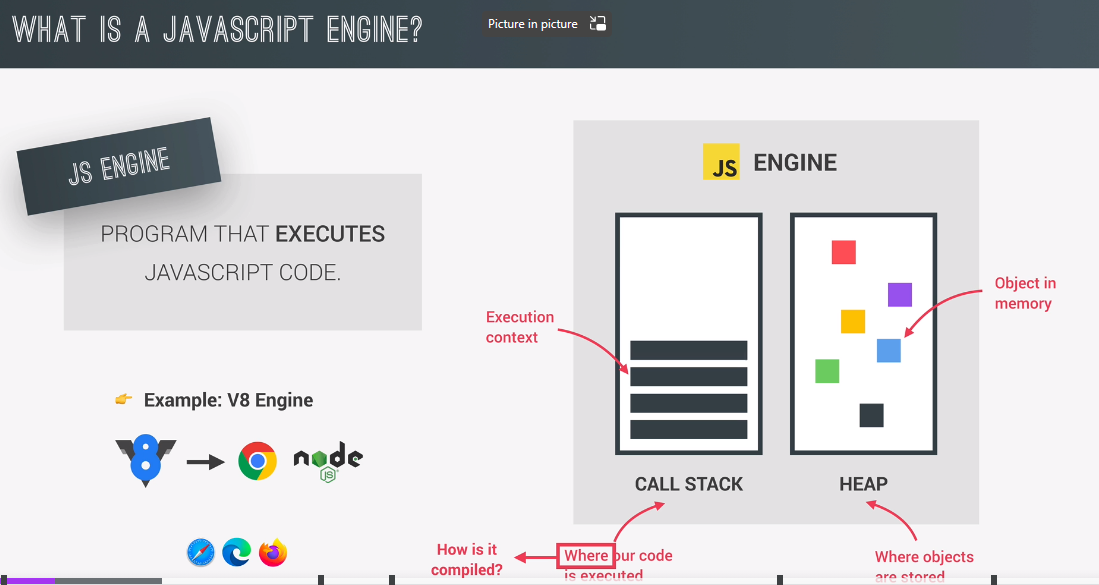 WHAT IS A JAVASCRIPT ENGINE?
Picture in picture
JS ENGINE
PROGRAM THAT EXECUTES
JAVASCRIPT CODE.
👉 Example: V8 Engine
8
node
JS
JS ENGINE
Execution
context
Object in
memory
CALL STACK
HEAP
How is it
compiled?
Where our code
is executed
Where objects
are stored